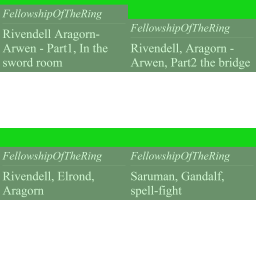 FellowshipOfTheRing
Rivendell Aragorn-
Arwen - Part1, In the
sword room
FellowshipOfTheRing
Rivendell, Aragorn -
Arwen, Part2 the bridge
FellowshipOfTheRing
Rivendell, Elrond,
Aragorn
FellowshipOfTheRing
Saruman, Gandalf,
spell-fight